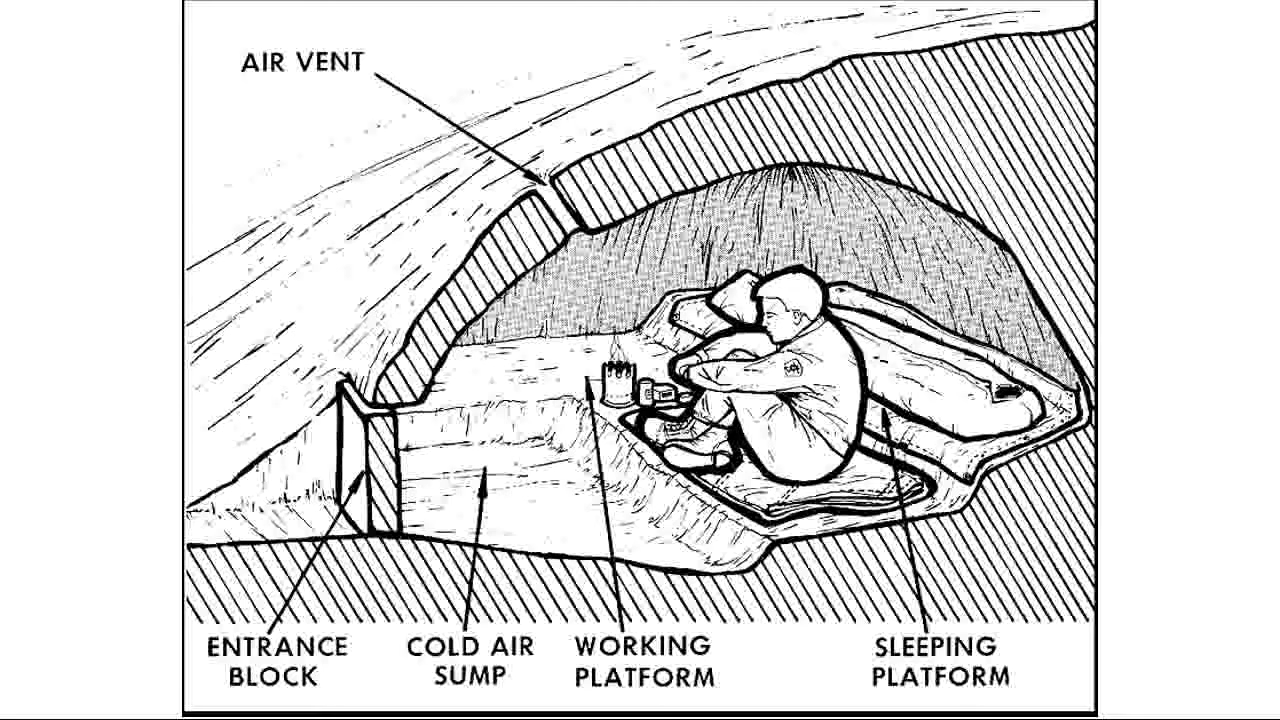 AIR VENT
ENTRANCE
BLOCK
COLD AIR
SUMP
WORKING
PLATFORM
SLEEPING
PLATFORM